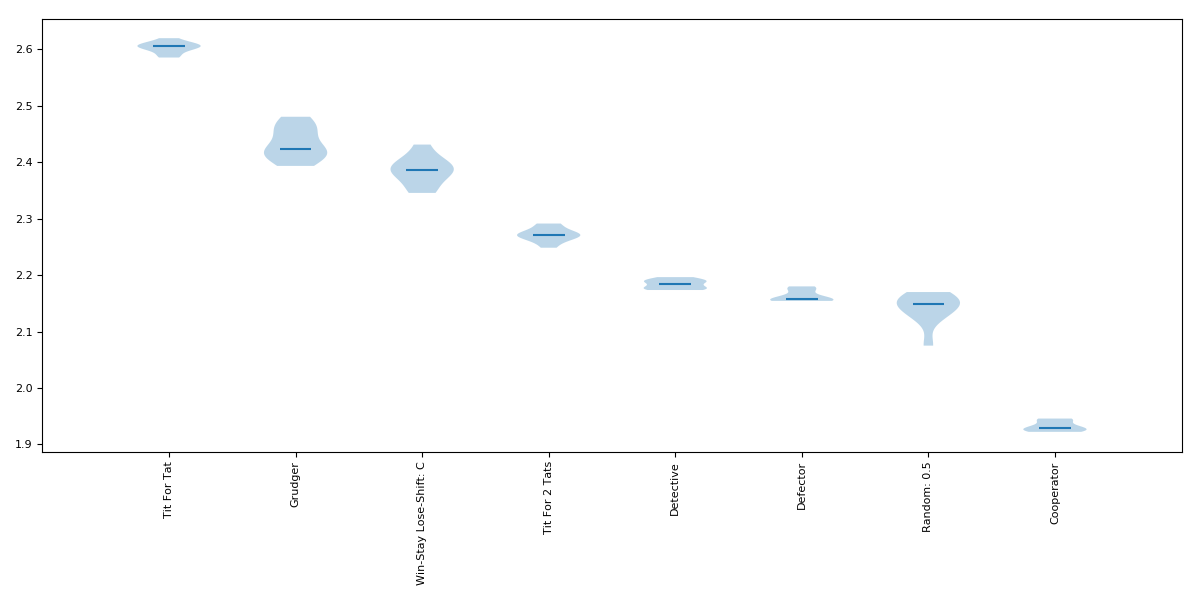 2.6
2.5
2.4
2.3
2.2
2.1
2.0
1.9
Tit For Tat
Grudger
Win-Stay Lose-Shift: C
Tit For 2 Tats
Detective
Defector
Random: 0.5
Cooperator